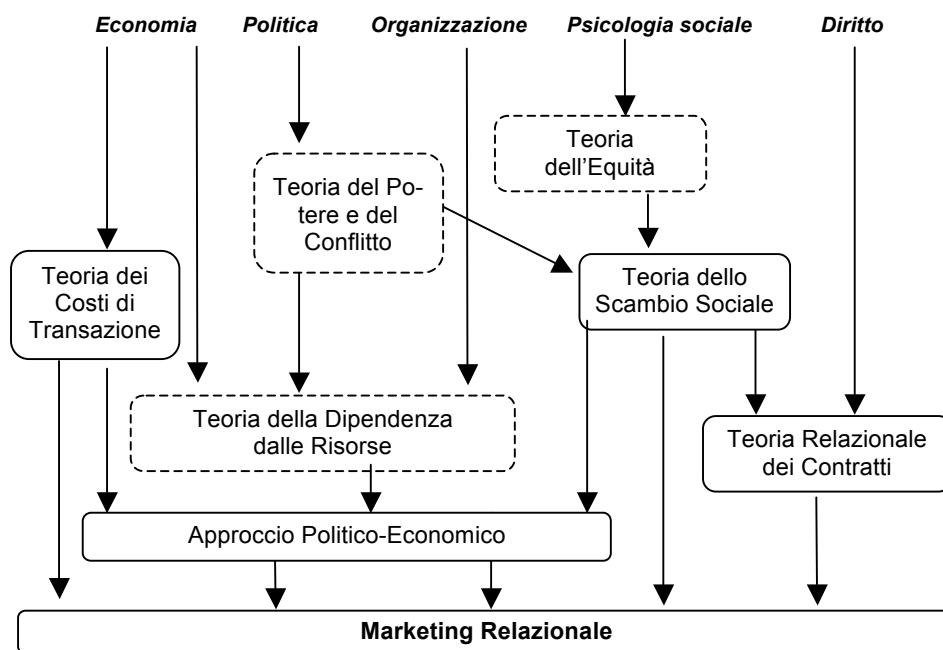 Economia Politica Organizzazione Psicologia sociale Diritto
Teoria
dell’Equità
Teoria del Po-
tere e del
Conflitto
Teoria dei
Costi di
Transazione
Teoria dello
Scambio Sociale
Teoria della Dipendenza
dalle Risorse
Teoria Relazionale
dei Contratti
Approccio Politico-Economico
Marketing Relazionale